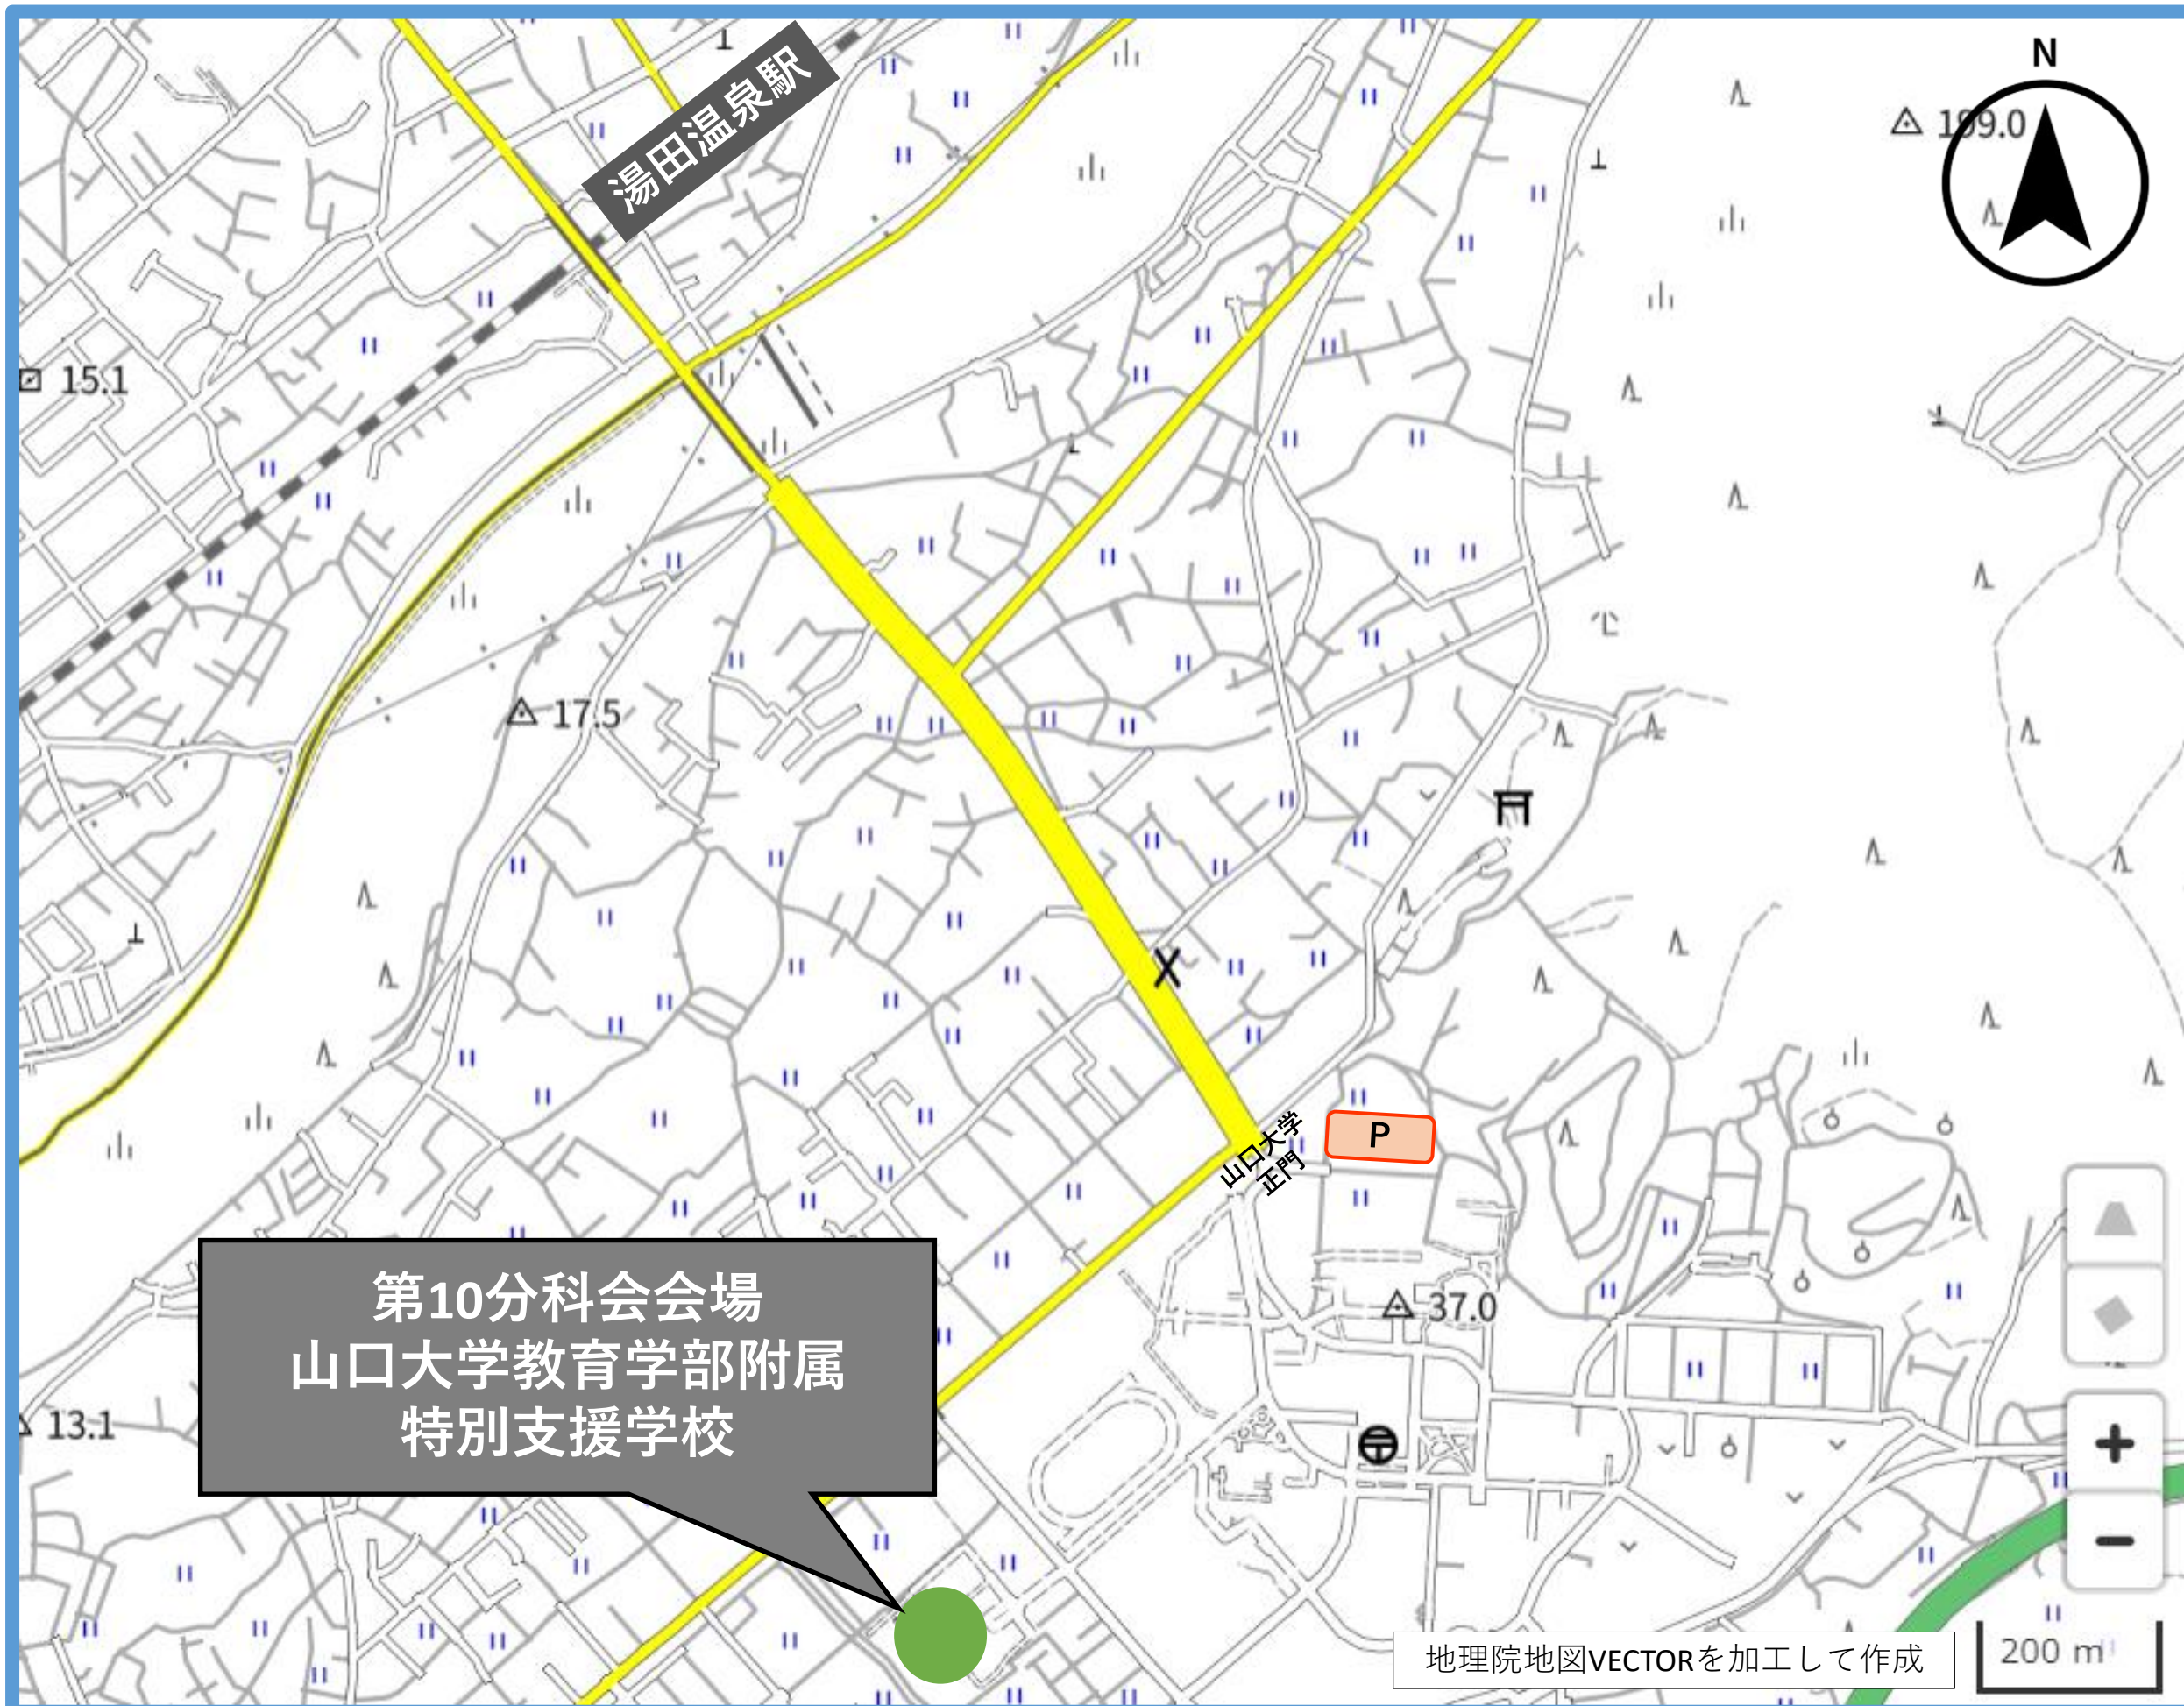 N
湯田温泉駅
199.0
15.1
17.5
山口大学
正門
P
37.0
第10分科会会場
山口大学教育学部附属
特別支援学校
13.1
+
−
地理院地図VECTORを加工して作成
200 m